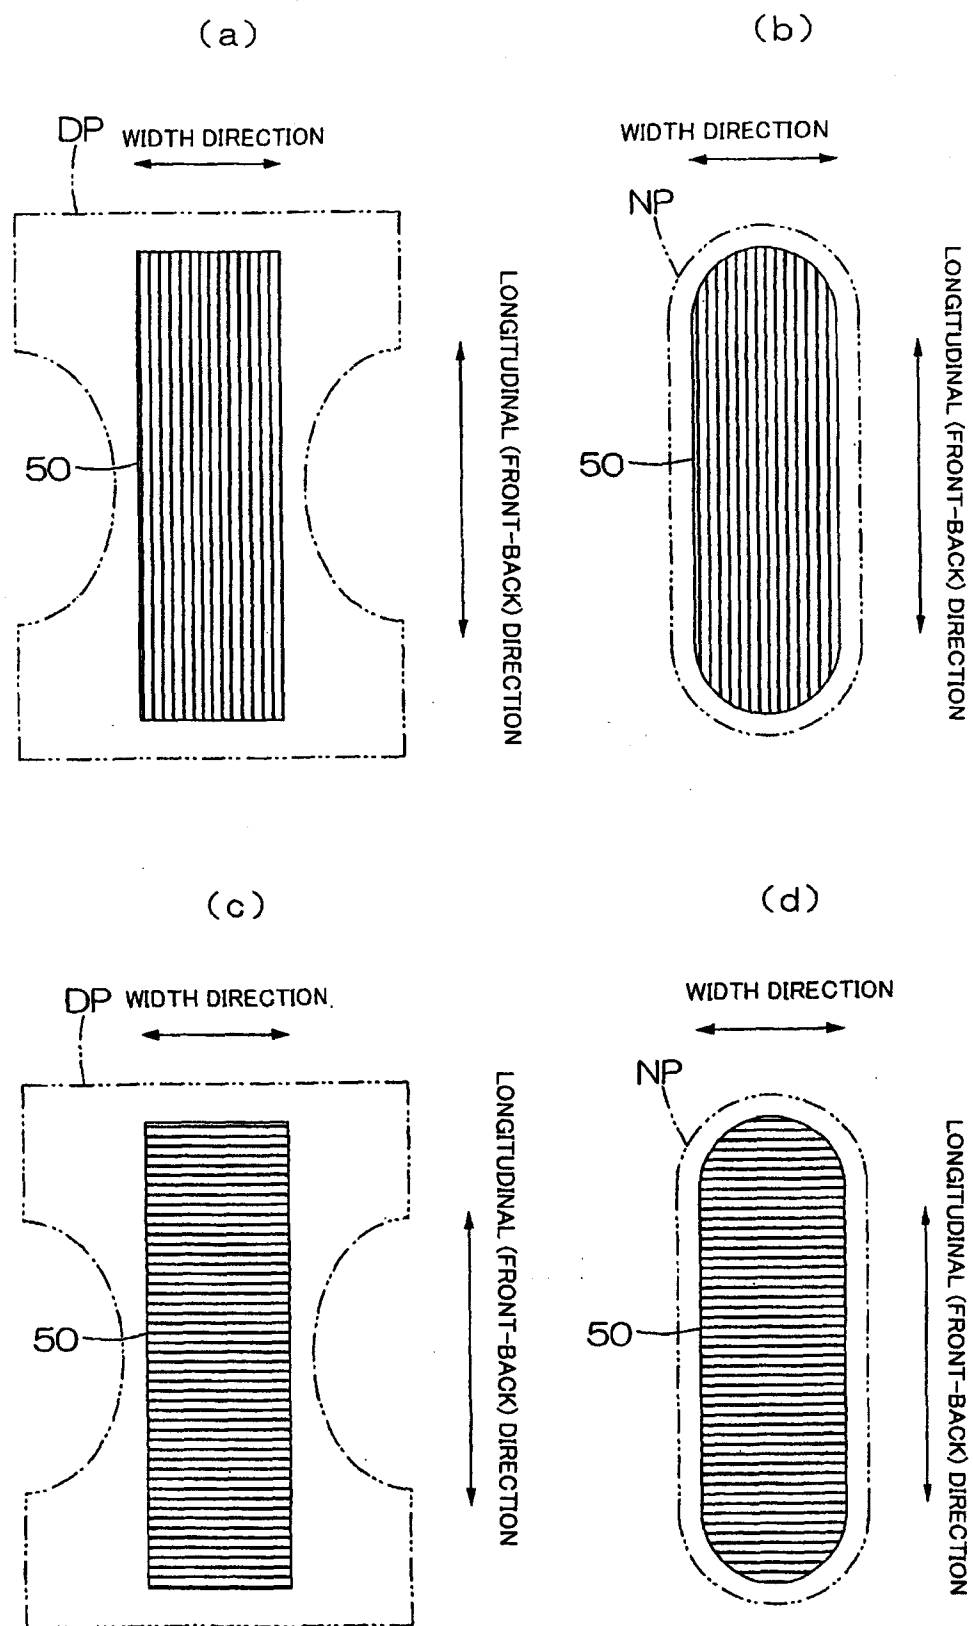 (a)
DP WIDTH DIRECTION
50
LONGITUDINAL (FRONT-BACK) DIRECTION
(b)
WIDTH DIRECTION
NP
50
LONGITUDINAL (FRONT-BACK) DIRECTION
(c)
DP WIDTH DIRECTION
50
LONGITUDINAL (FRONT-BACK) DIRECTION
(d)
WIDTH DIRECTION
NP
50
LONGITUDINAL (FRONT-BACK) DIRECTION